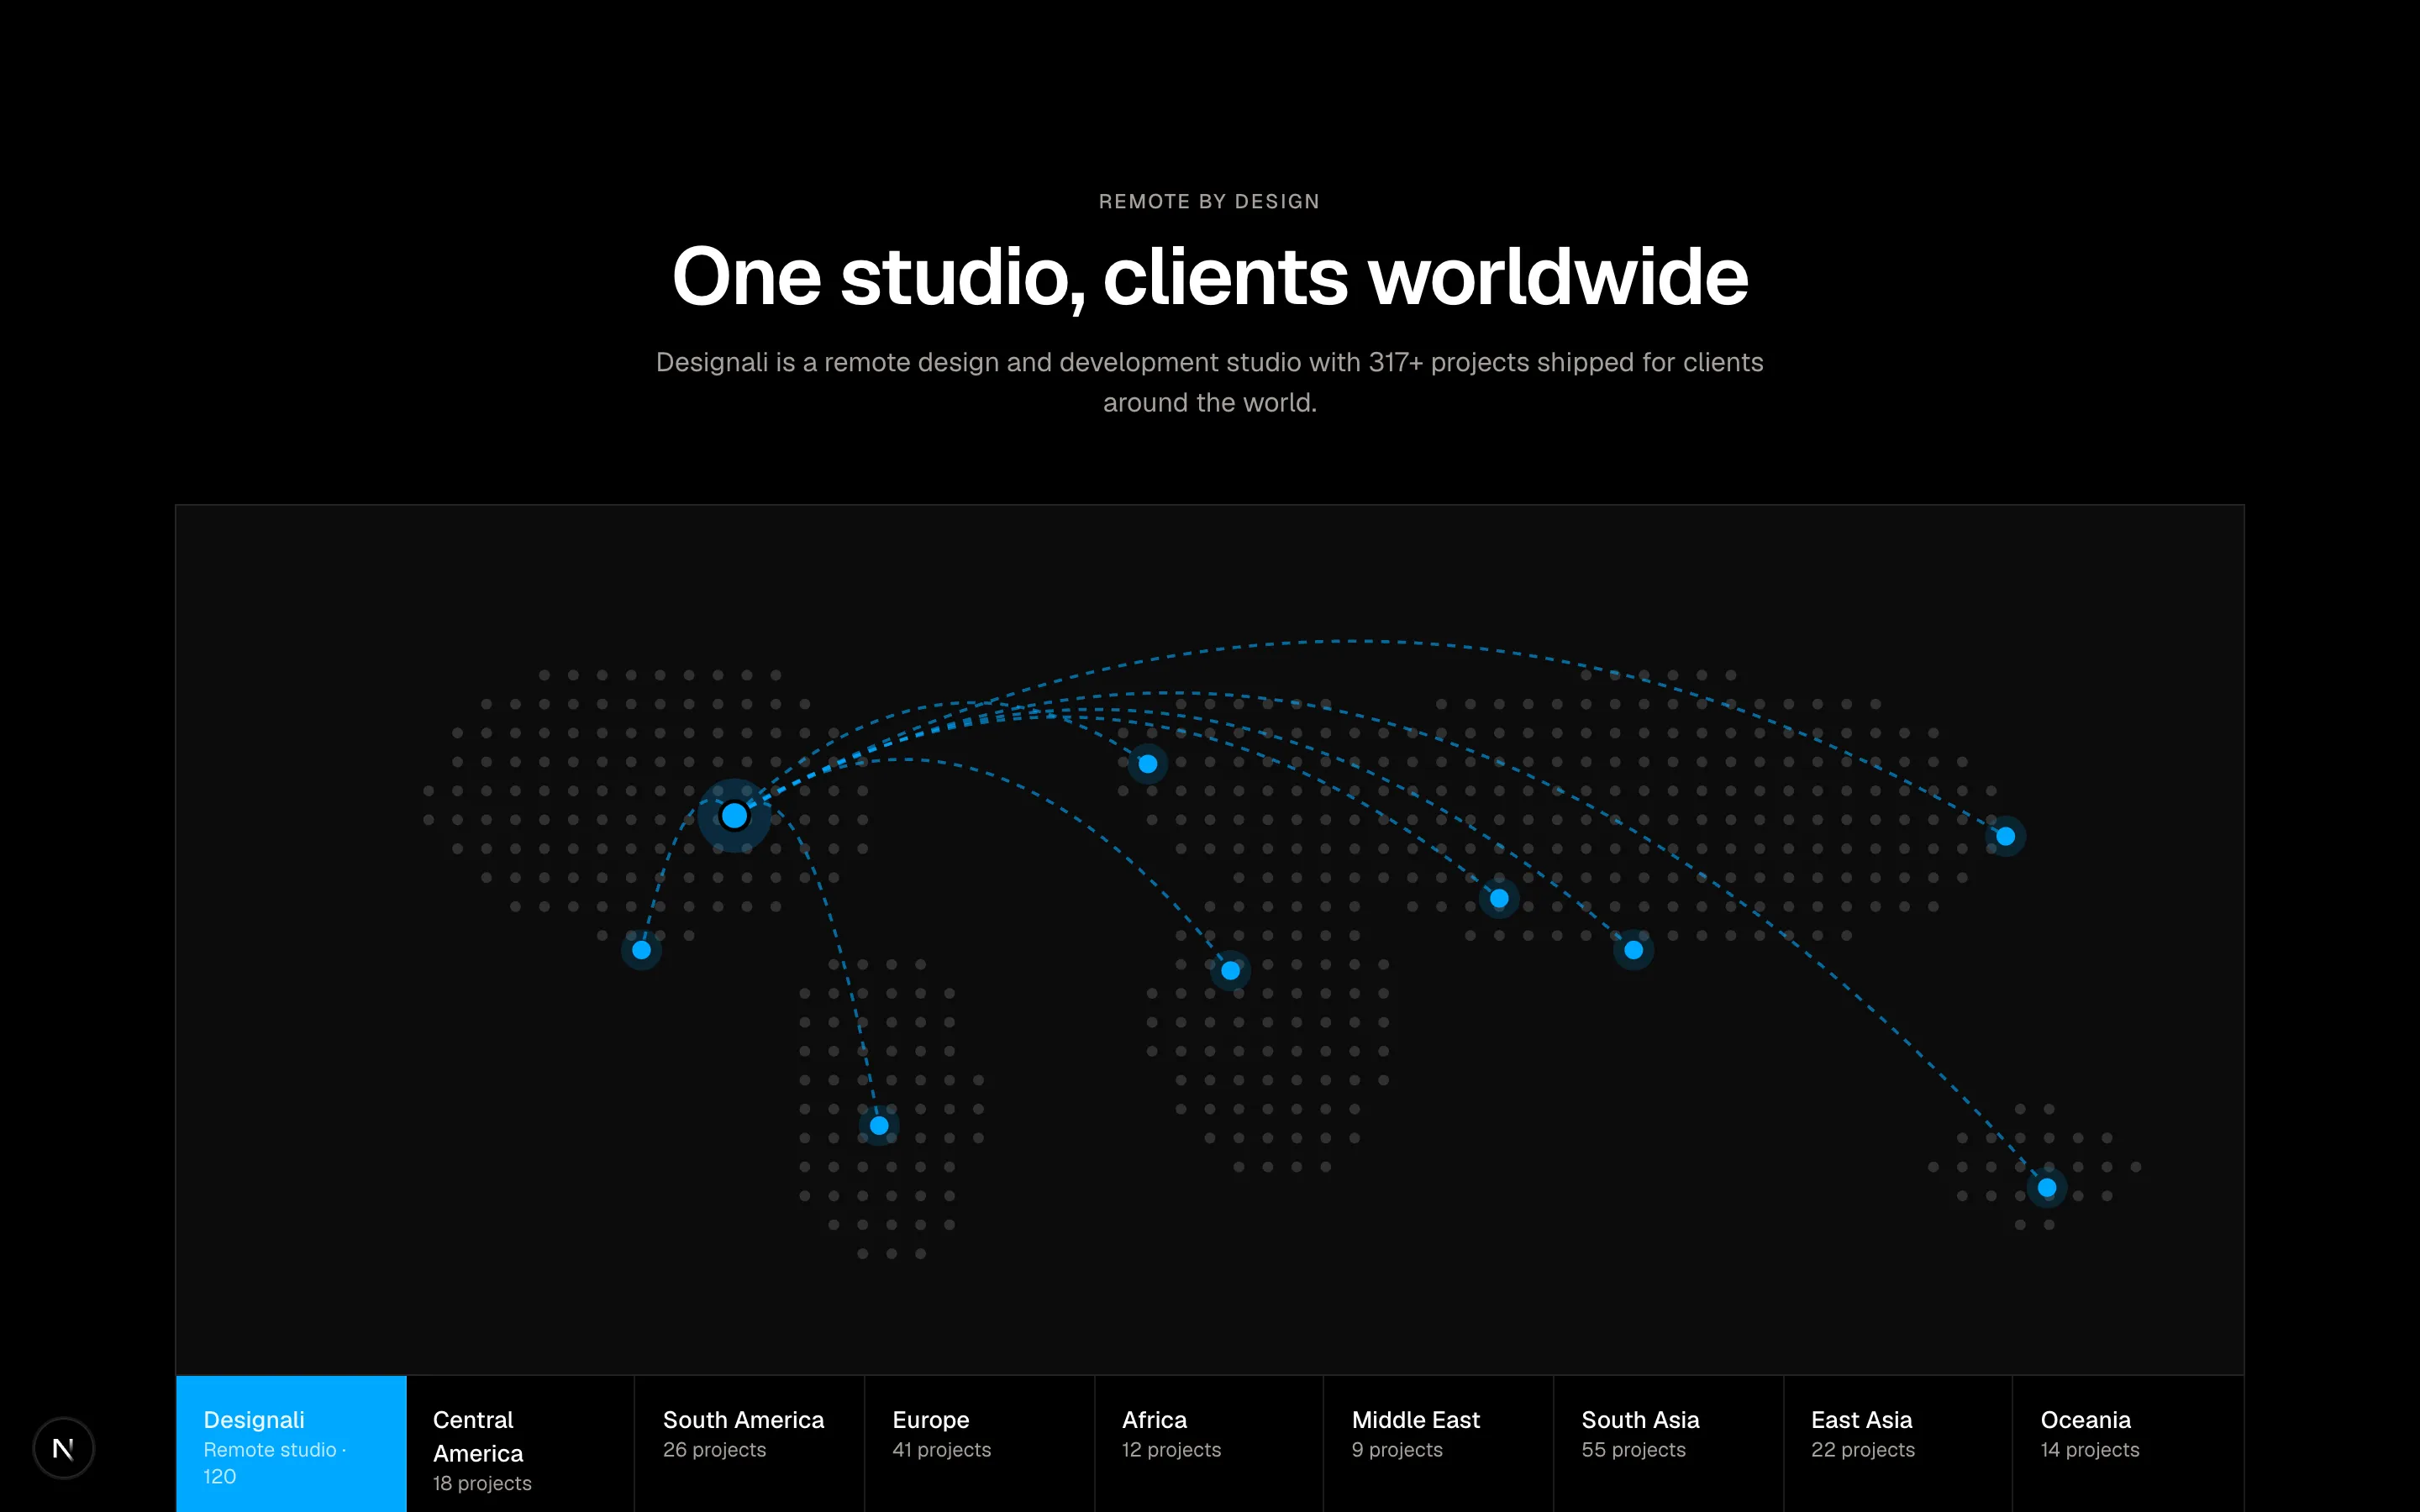 REMOTE BY DESIGN
One studio, clients worldwide
Designali is a remote design and development studio with 317+ projects shipped for clients
around the world.
Designali
Remote studio ·
120
Central
America
18 projects
South America
26 projects
Europe
41 projects
Africa
12 projects
Middle East
9 projects
South Asia
55 projects
East Asia
22 projects
Oceania
14 projects
N